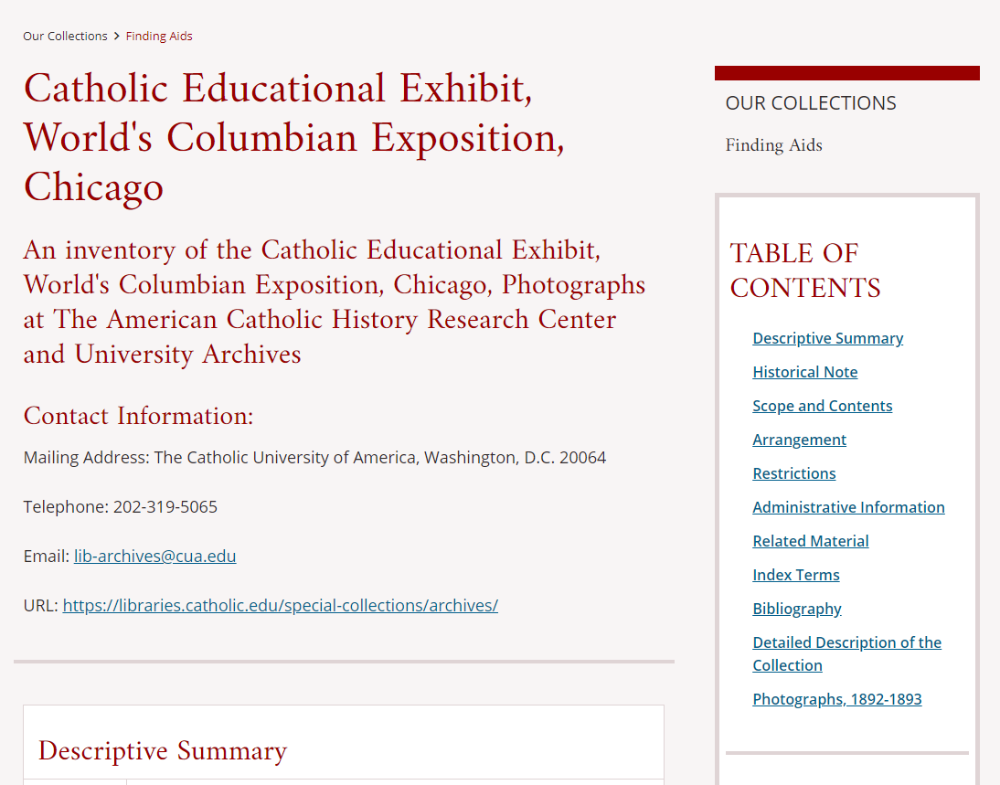 Our Collections > Finding Aids
Catholic Educational Exhibit,
World's Columbian Exposition,
Chicago
An inventory of the Catholic Educational Exhibit,
World's Columbian Exposition, Chicago, Photographs
at The American Catholic History Research Center
and University Archives
Contact Information:
Mailing Address: The Catholic University of America, Washington, D.C. 20064
Telephone: 202-319-5065
Email: lib-archives@cua.edu
URL: https://libraries.catholic.edu/special-collections/archives/
Descriptive Summary
OUR COLLECTIONS
Finding Aids
TABLE OF
CONTENTS
Descriptive Summary
Historical Note
Scope and Contents
Arrangement
Restrictions
Administrative Information
Related Material
Index Terms
Bibliography
Detailed Description of the
Collection
Photographs, 1892-1893